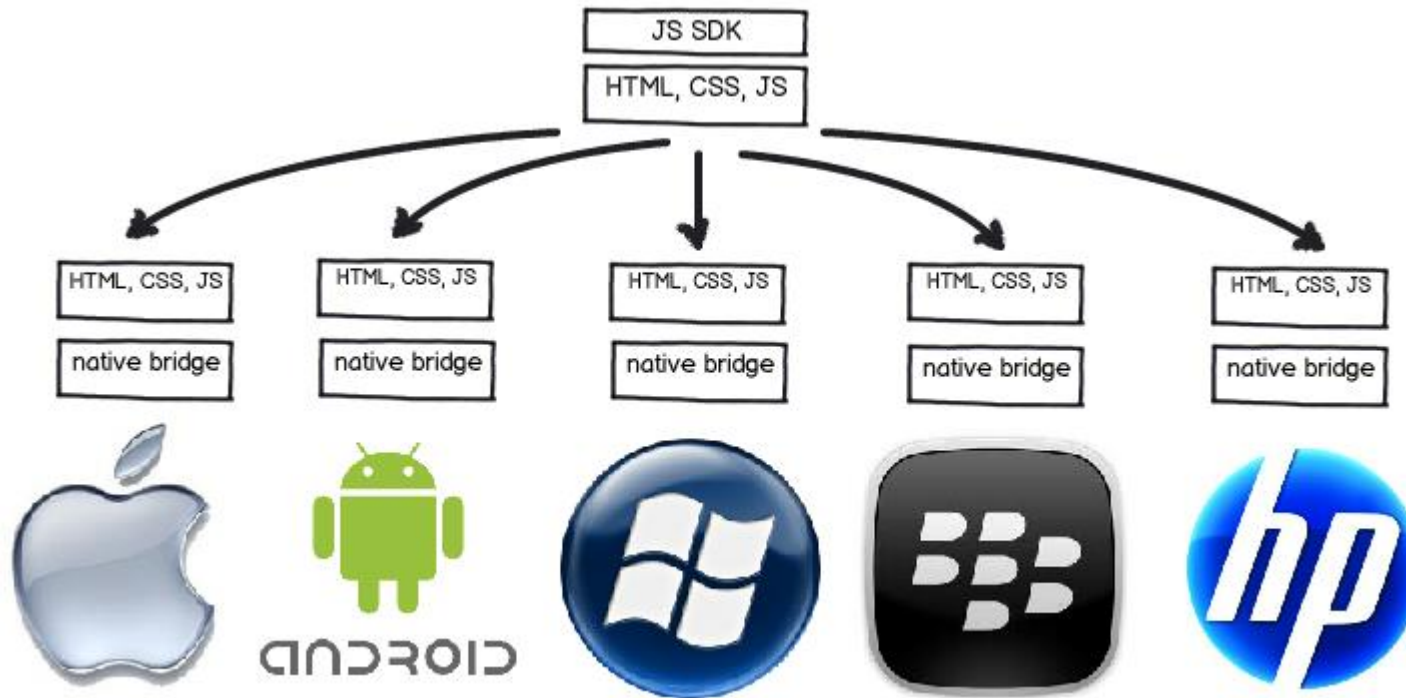 JS SDK
HTML, CSS, JS
HTML, CSS, JS
HTML, CSS, JS
HTML, CSS, JS
HTML, CSS, JS
HTML, CSS, JS
native bridge
native bridge
native bridge
native bridge
native bridge
ANDROID
hp